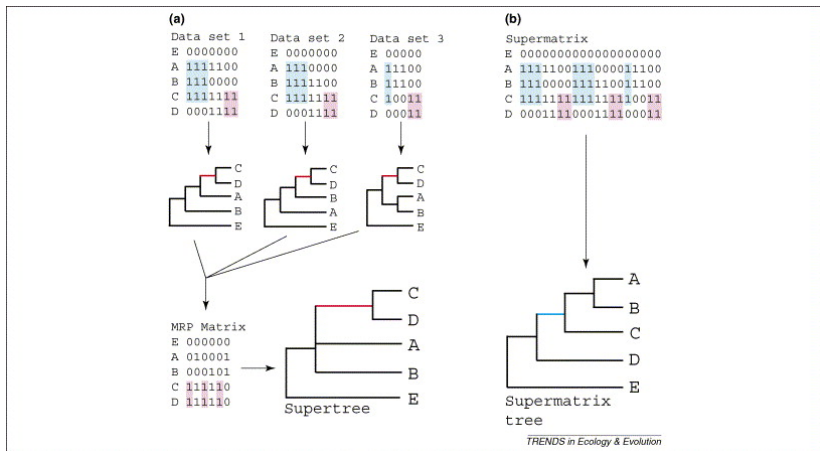 (a)
Data set 1
E 0000000
A 1111100
B 1110000
C 1111111
D 0001111
Data set 2
E 0000000
A 1110000
B 1111100
C 1111111
D 0001111
Data set 3
E 00000
A 11100
B 11100
C 10011
D 00011
C
D
A
B
E
C
D
B
A
E
C
D
A
B
E
MRP Matrix
E 000000
A 010001
B 000101
C 111110
D 111110
C
D
A
B
E
Supertree
(b)
Supermatrix
E 0000000000000000000
A 1111100111000011100
B 1110000111110011100
C 1111111111111110011
D 0001111000111100011
A
B
C
D
E
Supermatrix
tree
TRENDS in Ecology & Evolution